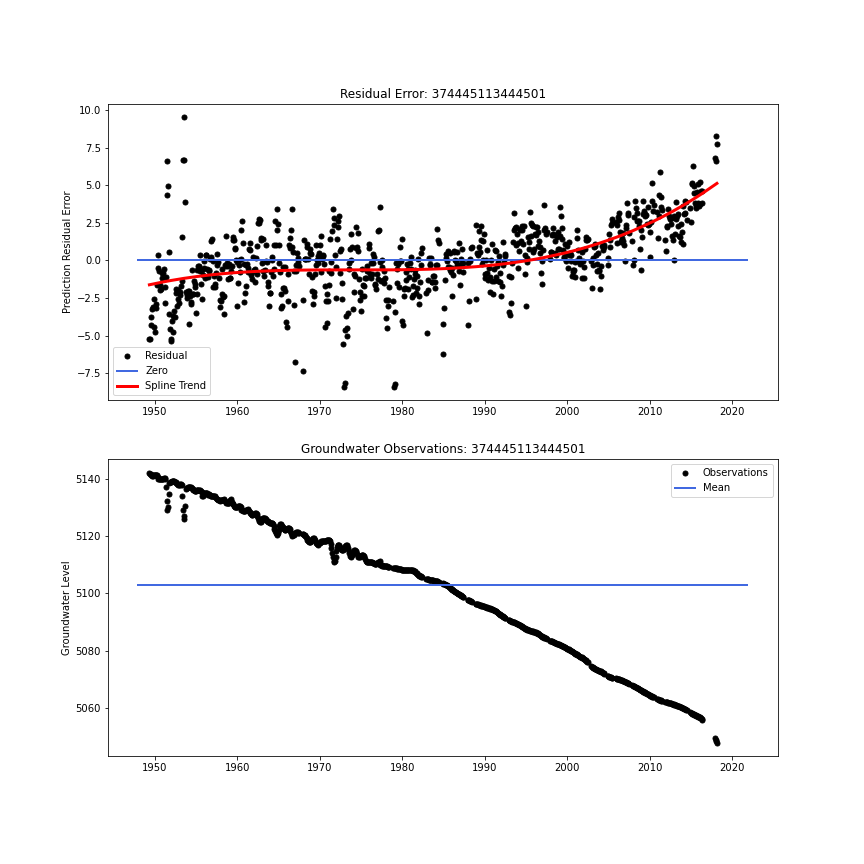 Residual Error: 374445113444501
Prediction Residual Error
10.0
7.5
5.0
2.5
0.0
−2.5
−5.0
−7.5
Residual
Zero
Spline Trend
1950 1960 1970 1980 1990 2000 2010 2020
Groundwater Observations: 374445113444501
Groundwater Level
5140
5120
5100
5080
5060
Observations
Mean
1950 1960 1970 1980 1990 2000 2010 2020